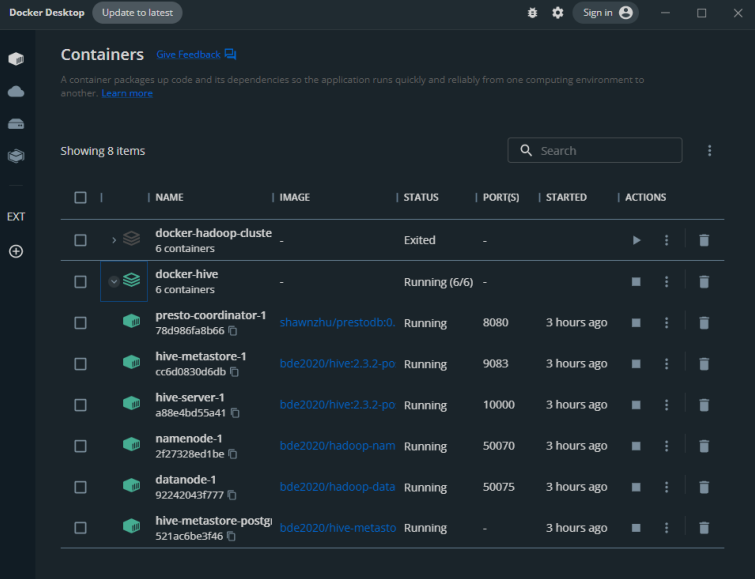 Docker Desktop Update to latest Sign in
Containers Give Feedback
A container packages up code and its dependencies so the application runs quickly and reliably from one computing environment to
another. Learn more
Showing 8 items Search
NAME IMAGE STATUS PORT(S) STARTED ACTIONS
EXT
docker-hadoop-cluste
6 containers
- Exited -
docker-hive
6 containers
- Running (6/6) -
presto-coordinator-1
78d986fa8b66
shawnzhu/prestodb:0. Running 8080 3 hours ago
hive-metastore-1
cc6d0830d6db
bde2020/hive:2.3.2-po Running 9083 3 hours ago
hive-server-1
a88e4bd55a41
bde2020/hive:2.3.2-po Running 10000 3 hours ago
namenode-1
2f27328ed1be
bde2020/hadoop-nam Running 50070 3 hours ago
datanode-1
92242043f777
bde2020/hadoop-data Running 50075 3 hours ago
hive-metastore-postg
521ac6be3f46
bde2020/hive-metasto Running - 3 hours ago